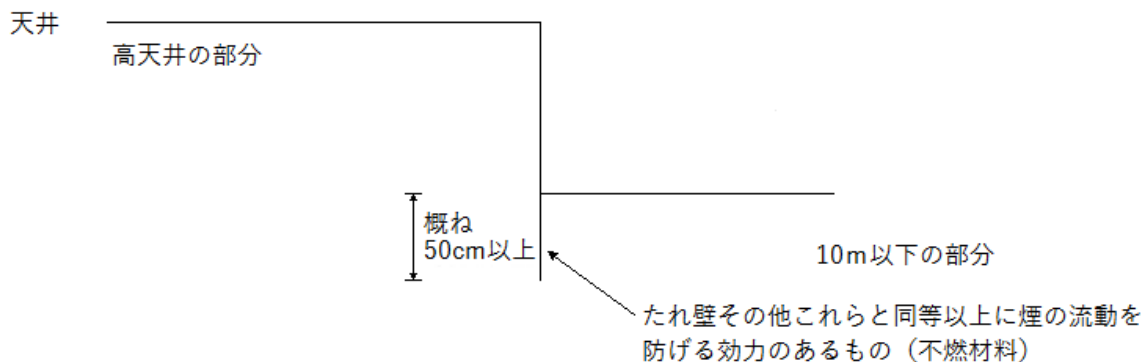 天井
高天井の部分
概ね
50cm以上
10m以下の部分
たれ壁その他これらと同等以上に煙の流動を
防げる効力のあるもの（不燃材料）